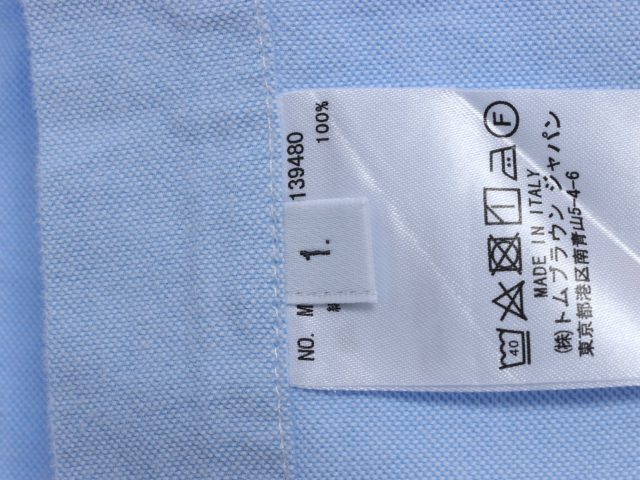 NO. M 139480
1.
100%
40
F
MADE IN ITALY
(株)トムブラウン ジャパン
東京都港区南青山5-4-6